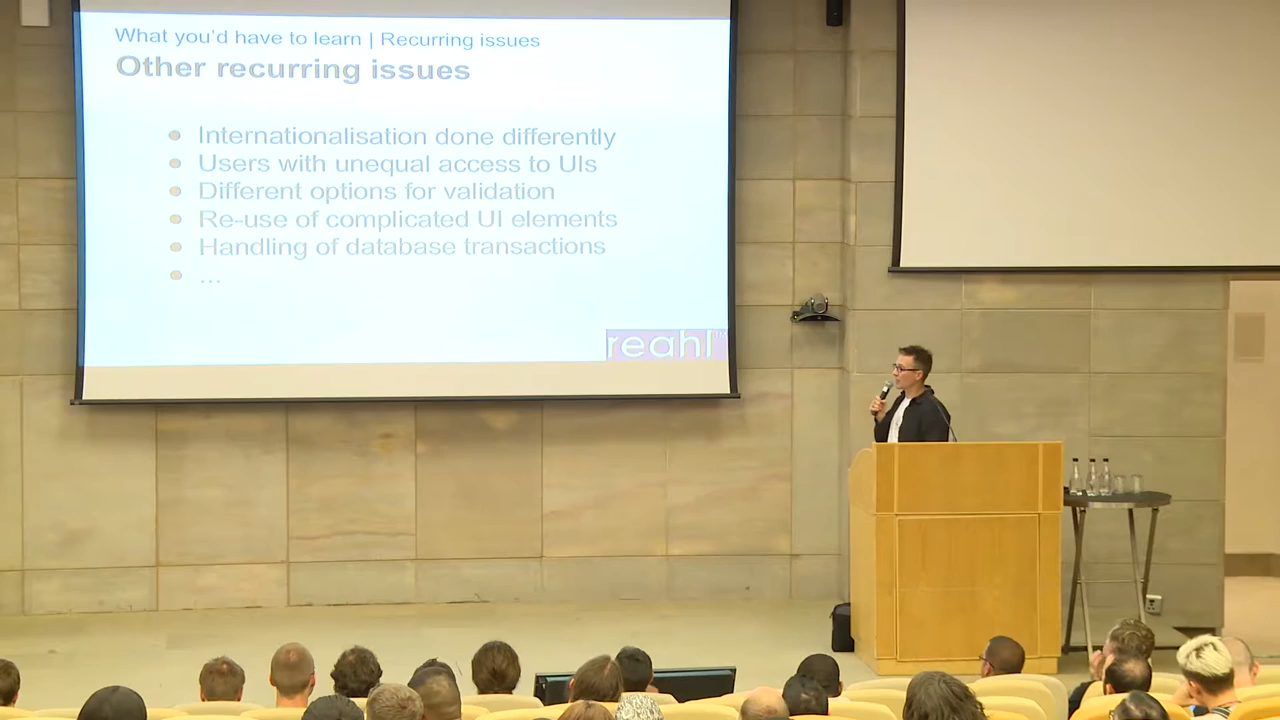 What you'd have to learn | Recurring issues
Other recurring issues
• Internationalisation done differently
• Users with unequal access to UIs
• Different options for validation
• Re-use of complicated UI elements
• Handling of database transactions
• ...
reahl™